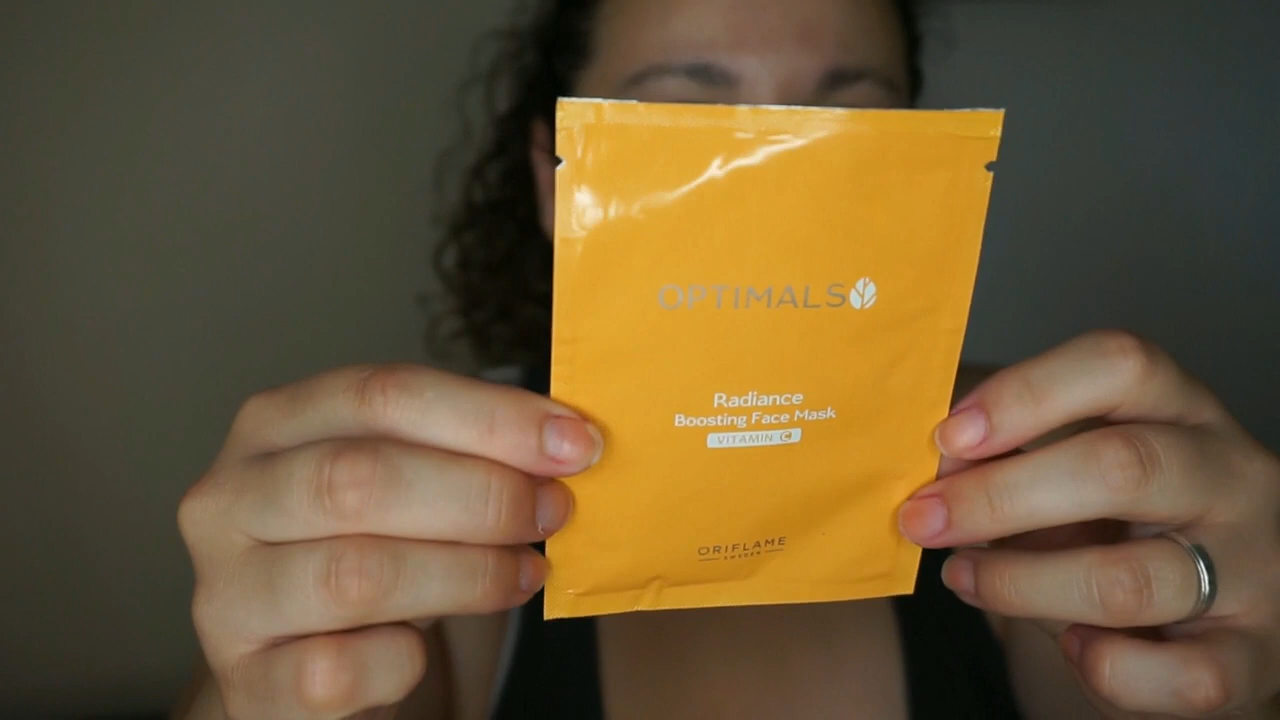 OPTIMALS
Radiance
Boosting Face Mask
VITAMIN C
ORIFLAME
SWEDEN